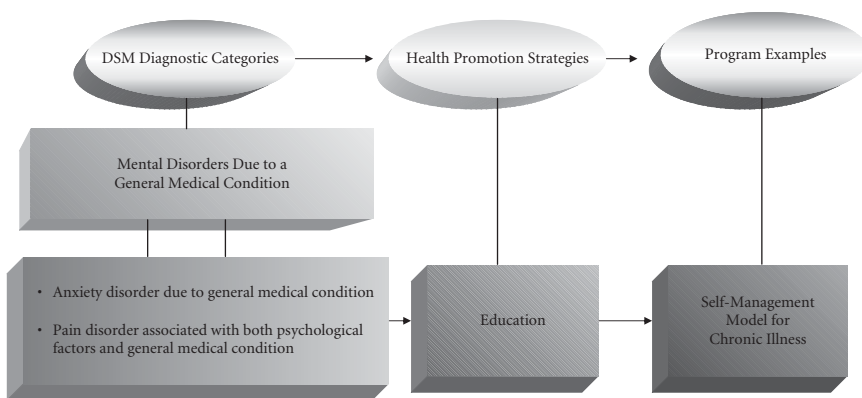 DSM Diagnostic Categories
Health Promotion Strategies
Program Examples
Mental Disorders Due to a
General Medical Condition
• Anxiety disorder due to general medical condition
• Pain disorder associated with both psychological
factors and general medical condition
Education
Self-Management
Model for
Chronic Illness